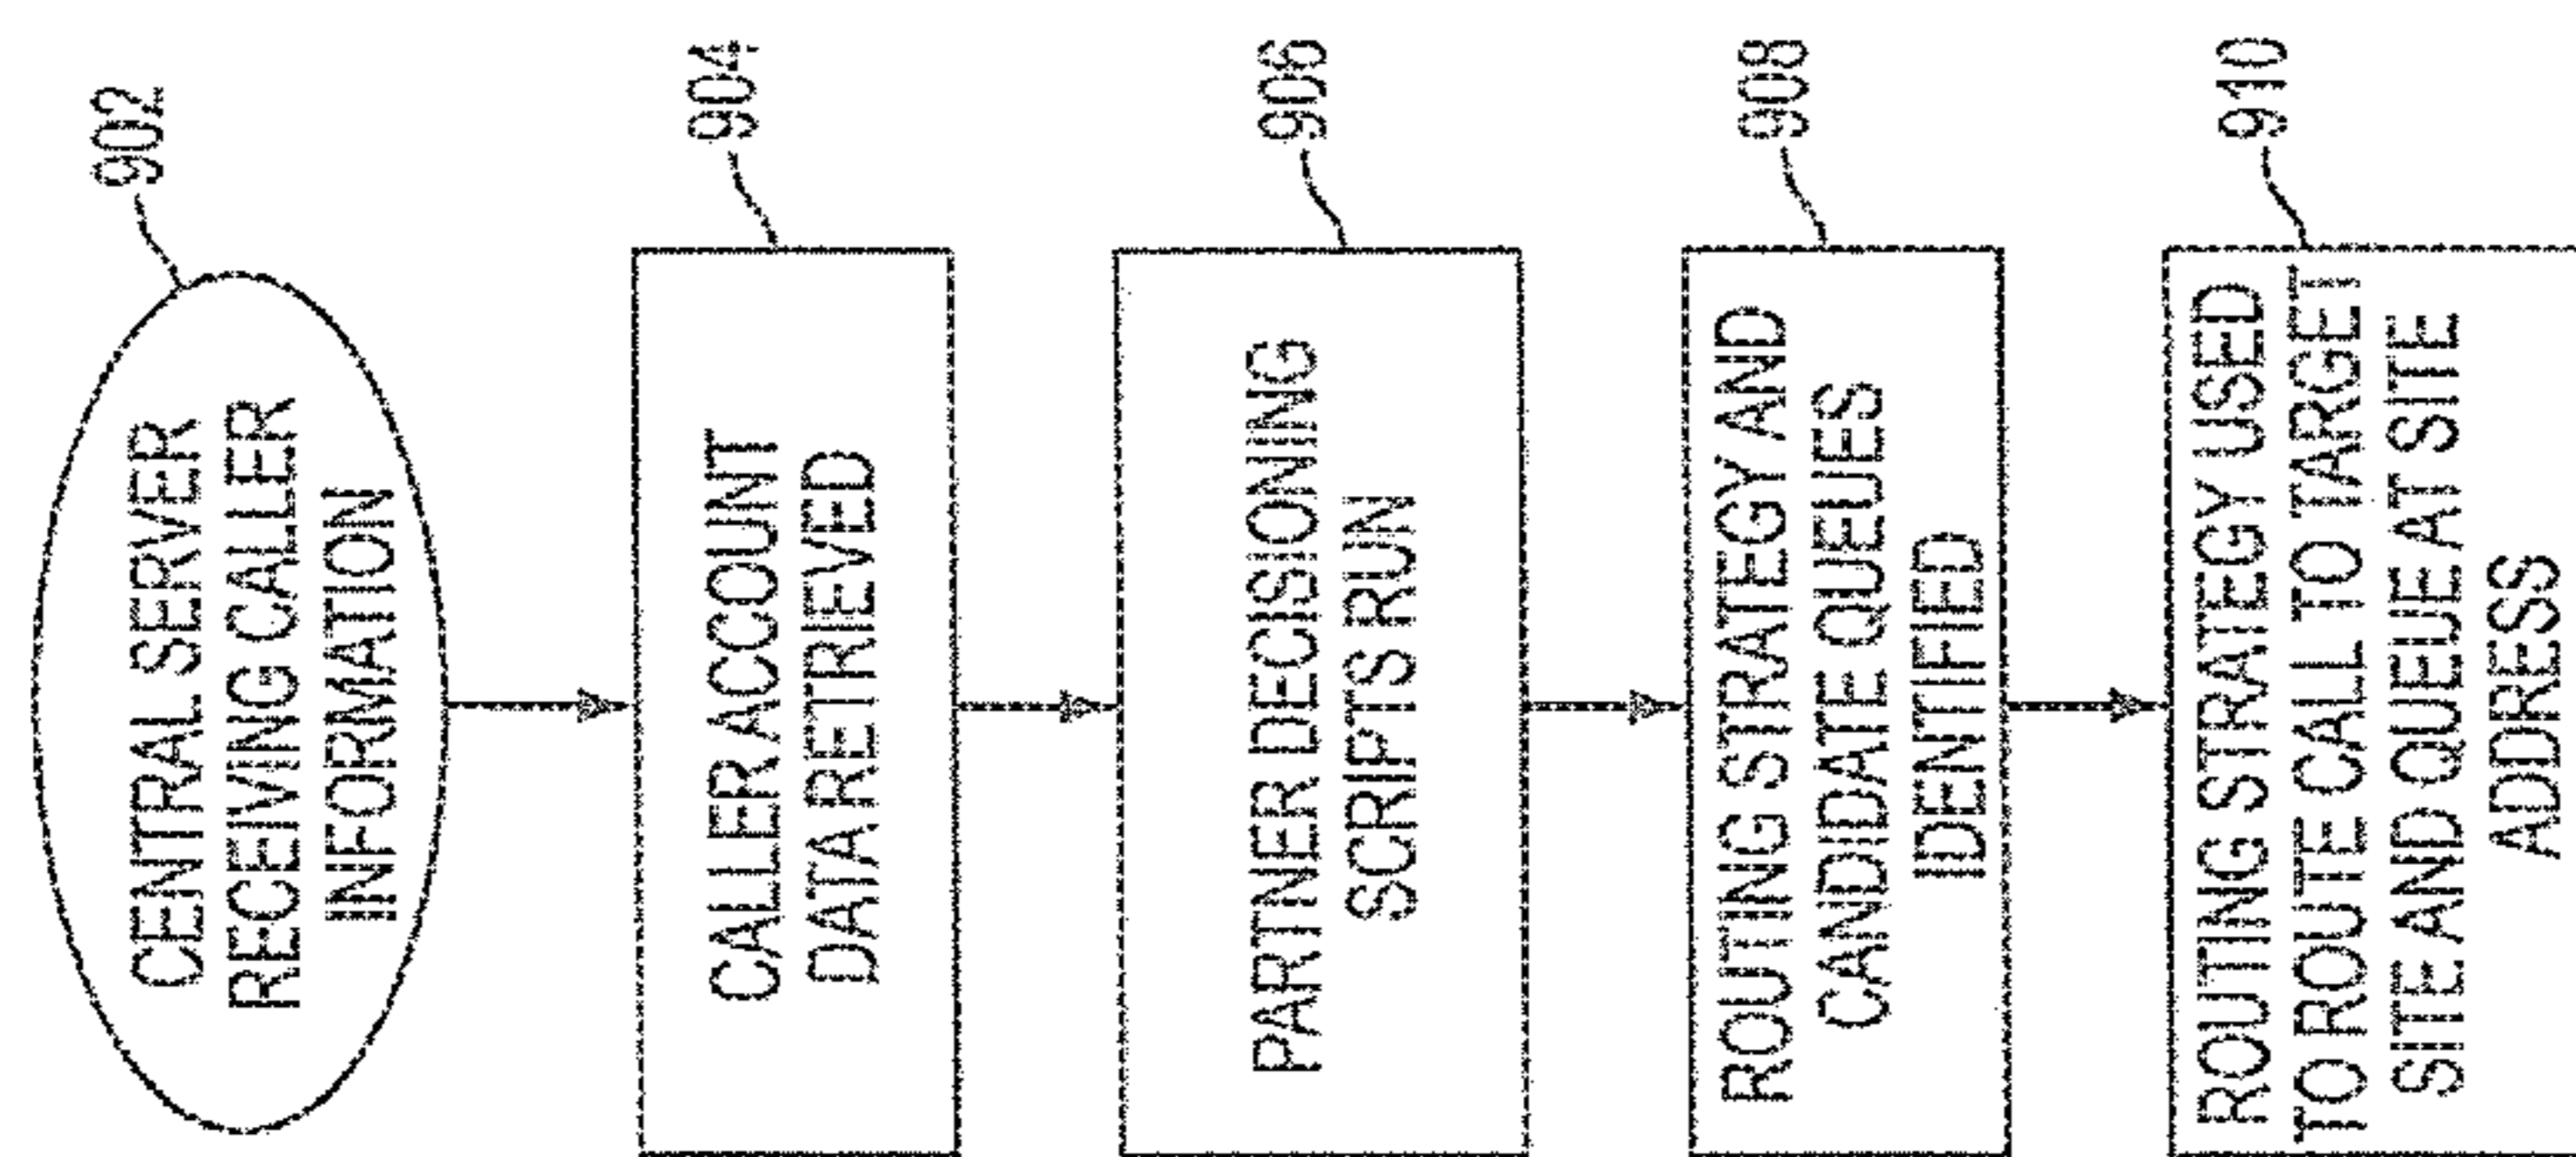 902
CENTRAL SERVER
RECEIVING CALLER
INFORMATION
904
CALLER ACCOUNT
DATA RETRIEVED
906
PARTNER DECISIONING
SCRIPTS RUN
908
ROUTING STRATEGY AND
CANDIDATE QUEUES
IDENTIFIED
910
ROUTING STRATEGY USED
TO ROUTE CALL TO TARGET
SITE AND QUEUE AT SITE
ADDRESS